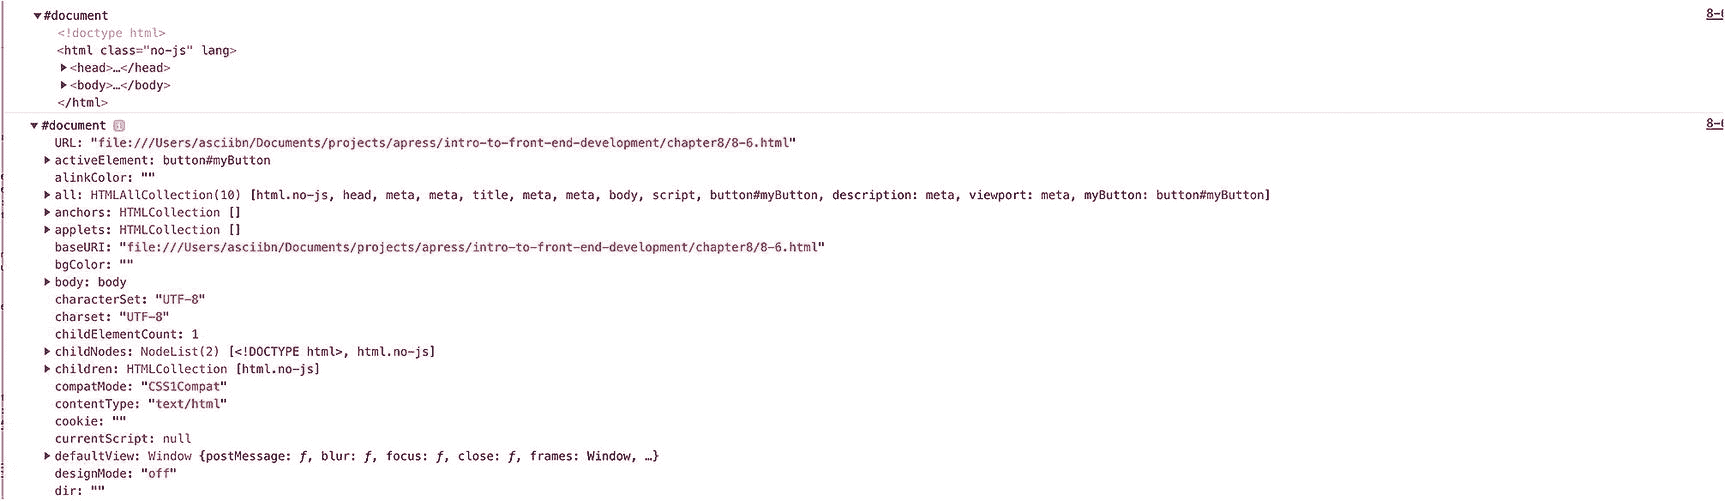 ▼#document
<!doctype html>
<html class="no-js" lang>
▶<head>…</head>
▶<body>…</body>
</html>
▼#document i
URL: "file:///Users/asciibn/Documents/projects/apress/intro-to-front-end-development/chapter8/8-6.html"
▶activeElement: button#myButton
alinkColor: ""
▶all: HTMLAllCollection(10) [html.no-js, head, meta, meta, title, meta, meta, body, script, button#myButton, description: meta, viewport: meta, myButton: button#myButton]
▶anchors: HTMLCollection []
▶applets: HTMLCollection []
baseURI: "file:///Users/asciibn/Documents/projects/apress/intro-to-front-end-development/chapter8/8-6.html"
bgColor: ""
▶body: body
characterSet: "UTF-8"
charset: "UTF-8"
childElementCount: 1
▶childNodes: NodeList(2) [<!DOCTYPE html>, html.no-js]
▶children: HTMLCollection [html.no-js]
compatMode: "CSS1Compat"
contentType: "text/html"
cookie: ""
currentScript: null
▶defaultView: Window {postMessage: ƒ, blur: ƒ, focus: ƒ, close: ƒ, frames: Window, …}
designMode: "off"
dir: ""